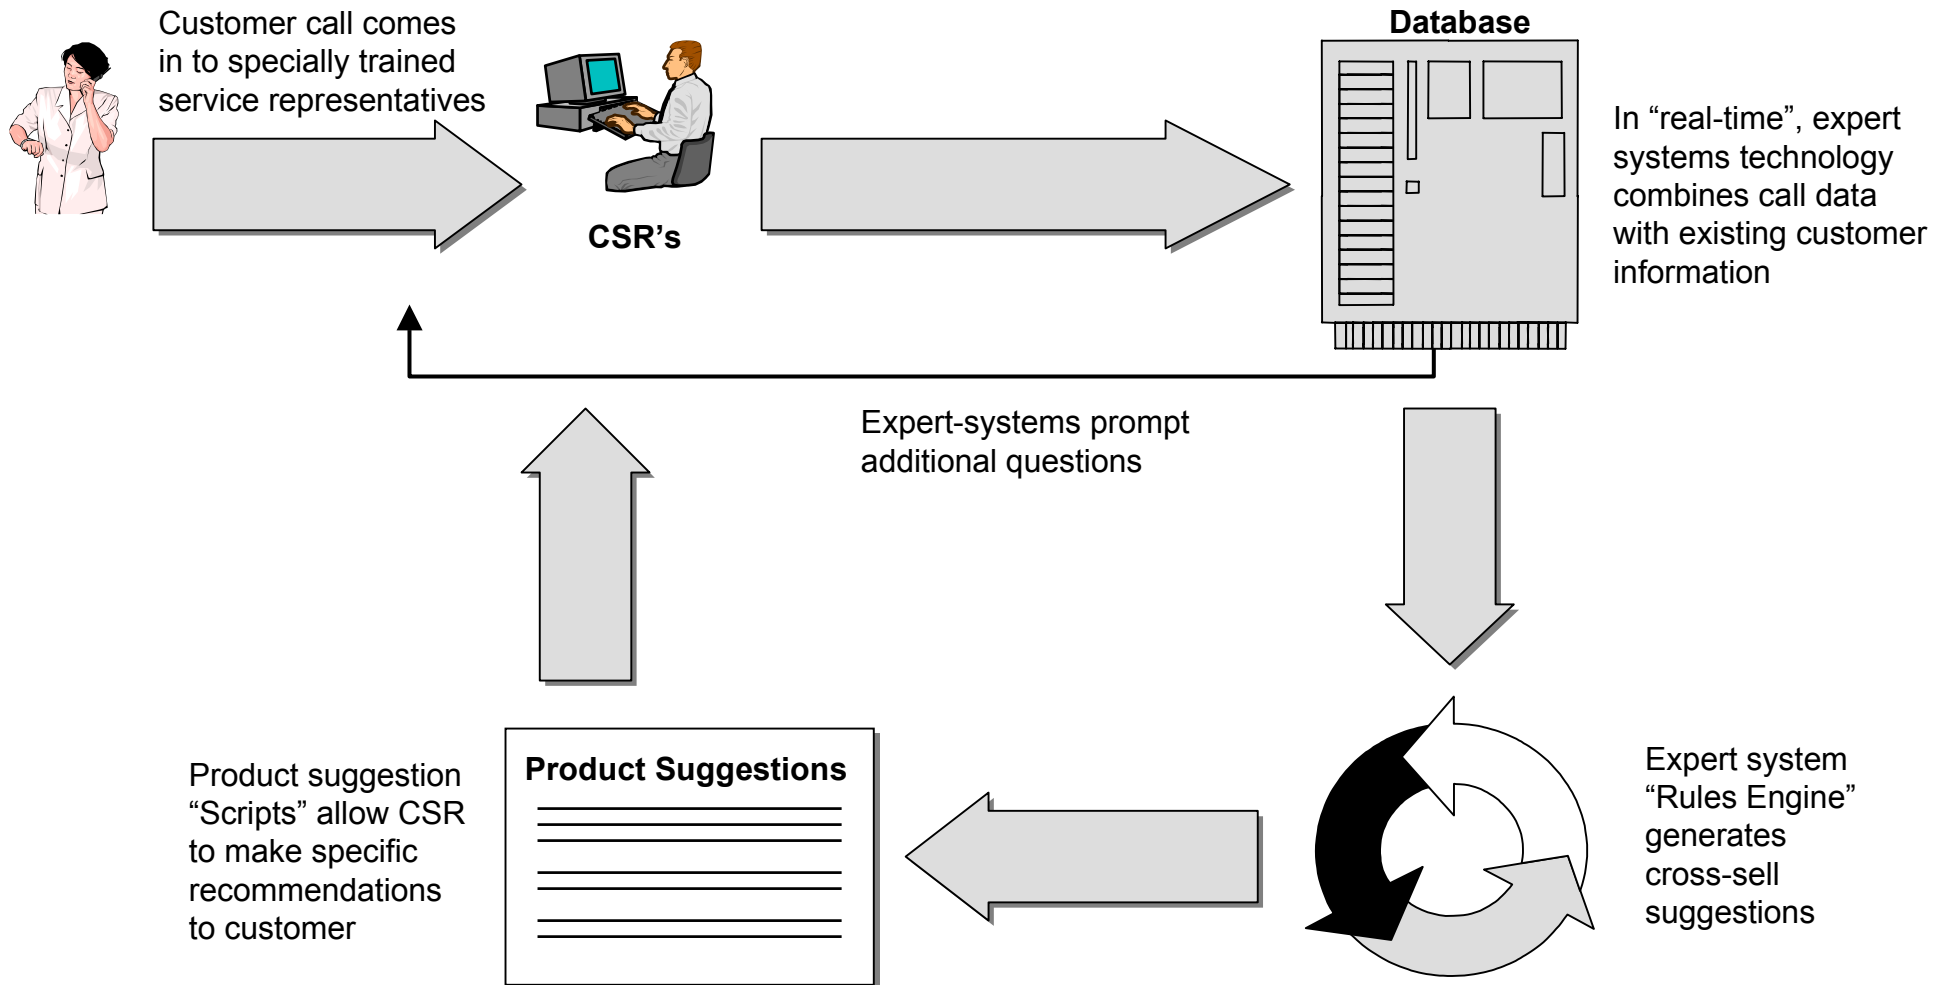 Customer call comes
in to specially trained
service representatives
CSR's
Database
In “real-time”, expert
systems technology
combines call data
with existing customer
information
Expert-systems prompt
additional questions
Product suggestion
“Scripts” allow CSR
to make specific
recommendations
to customer
Product Suggestions
Expert system
“Rules Engine”
generates
cross-sell
suggestions